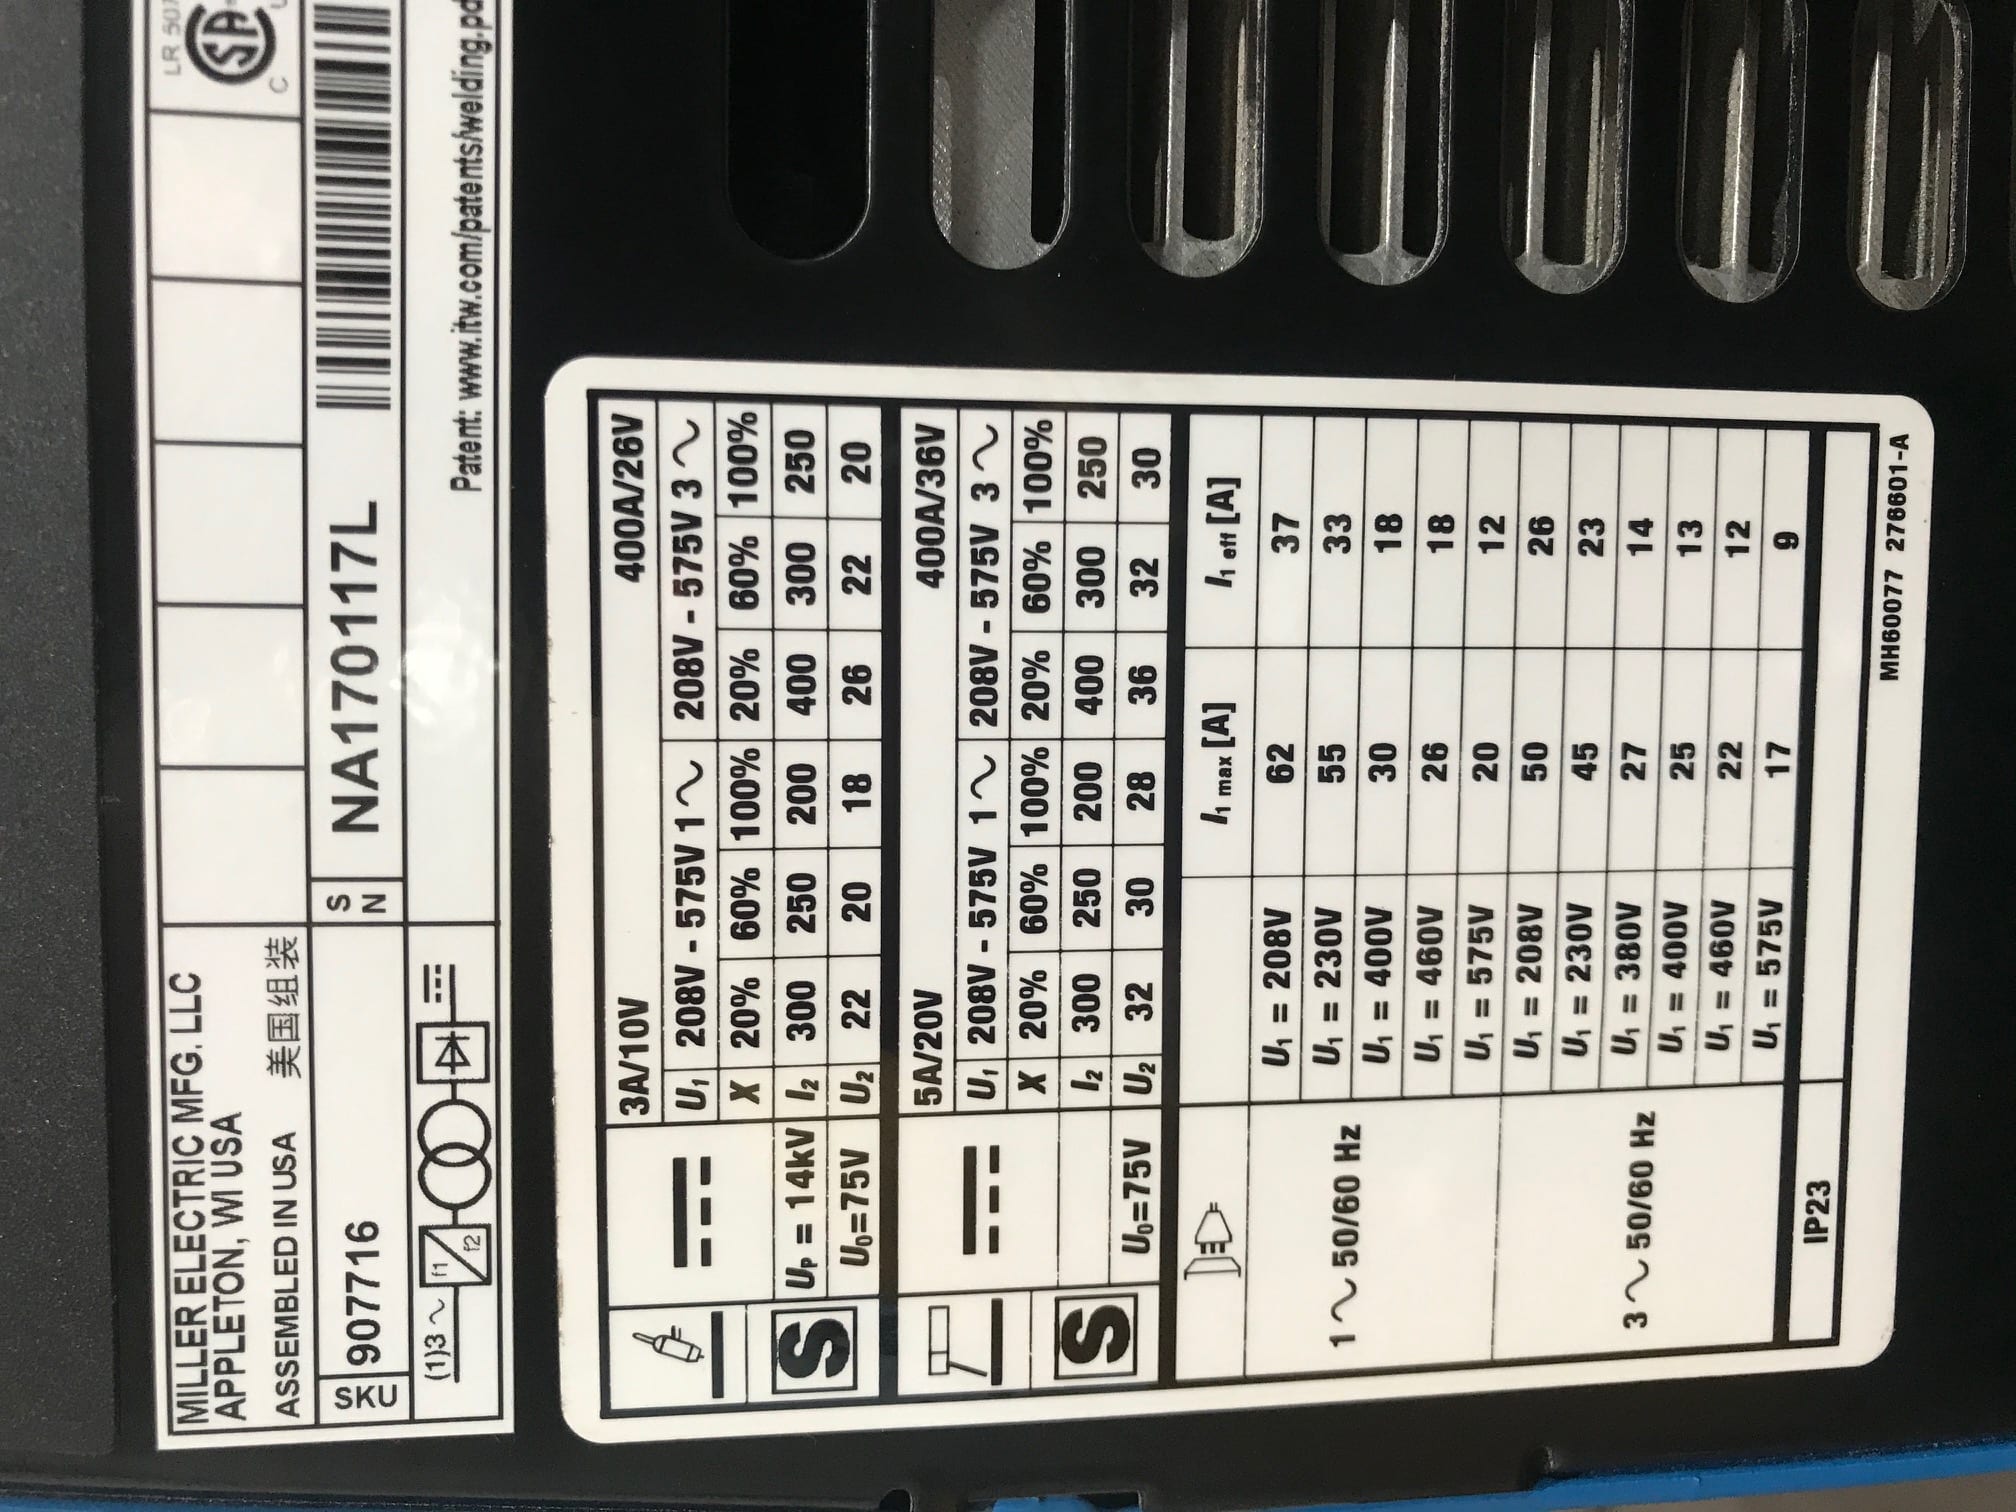 MILLER ELECTRIC MFG. LLC
APPLETON, WI USA
ASSEMBLED IN USA 美国组装
LR 507
SA
C
SKU 907716 S N NA170117L
(1)3 ~ f1 f2
Patent: www.itw.com/patents/welding.pd
3A/10V 400A/26V
U1 208V - 575V 1 ~ 208V - 575V 3 ~
X 20% 60% 100% 20% 60% 100%
S UP = 14kV I2 300 250 200 400 300 250
U0=75V U2 22 20 18 26 22 20
5A/20V 400A/36V
U1 208V - 575V 1 ~ 208V - 575V 3 ~
X 20% 60% 100% 20% 60% 100%
S I2 300 250 200 400 300 250
U0=75V U2 32 30 28 36 32 30
I1 max [A] I1 eff [A]
1 ~ 50/60 Hz U1 = 208V 62 37
U1 = 230V 55 33
U1 = 400V 30 18
U1 = 460V 26 18
U1 = 575V 20 12
3 ~ 50/60 Hz U1 = 208V 50 26
U1 = 230V 45 23
U1 = 380V 27 14
U1 = 400V 25 13
U1 = 460V 22 12
U1 = 575V 17 9
IP23
MH60077 276601-A